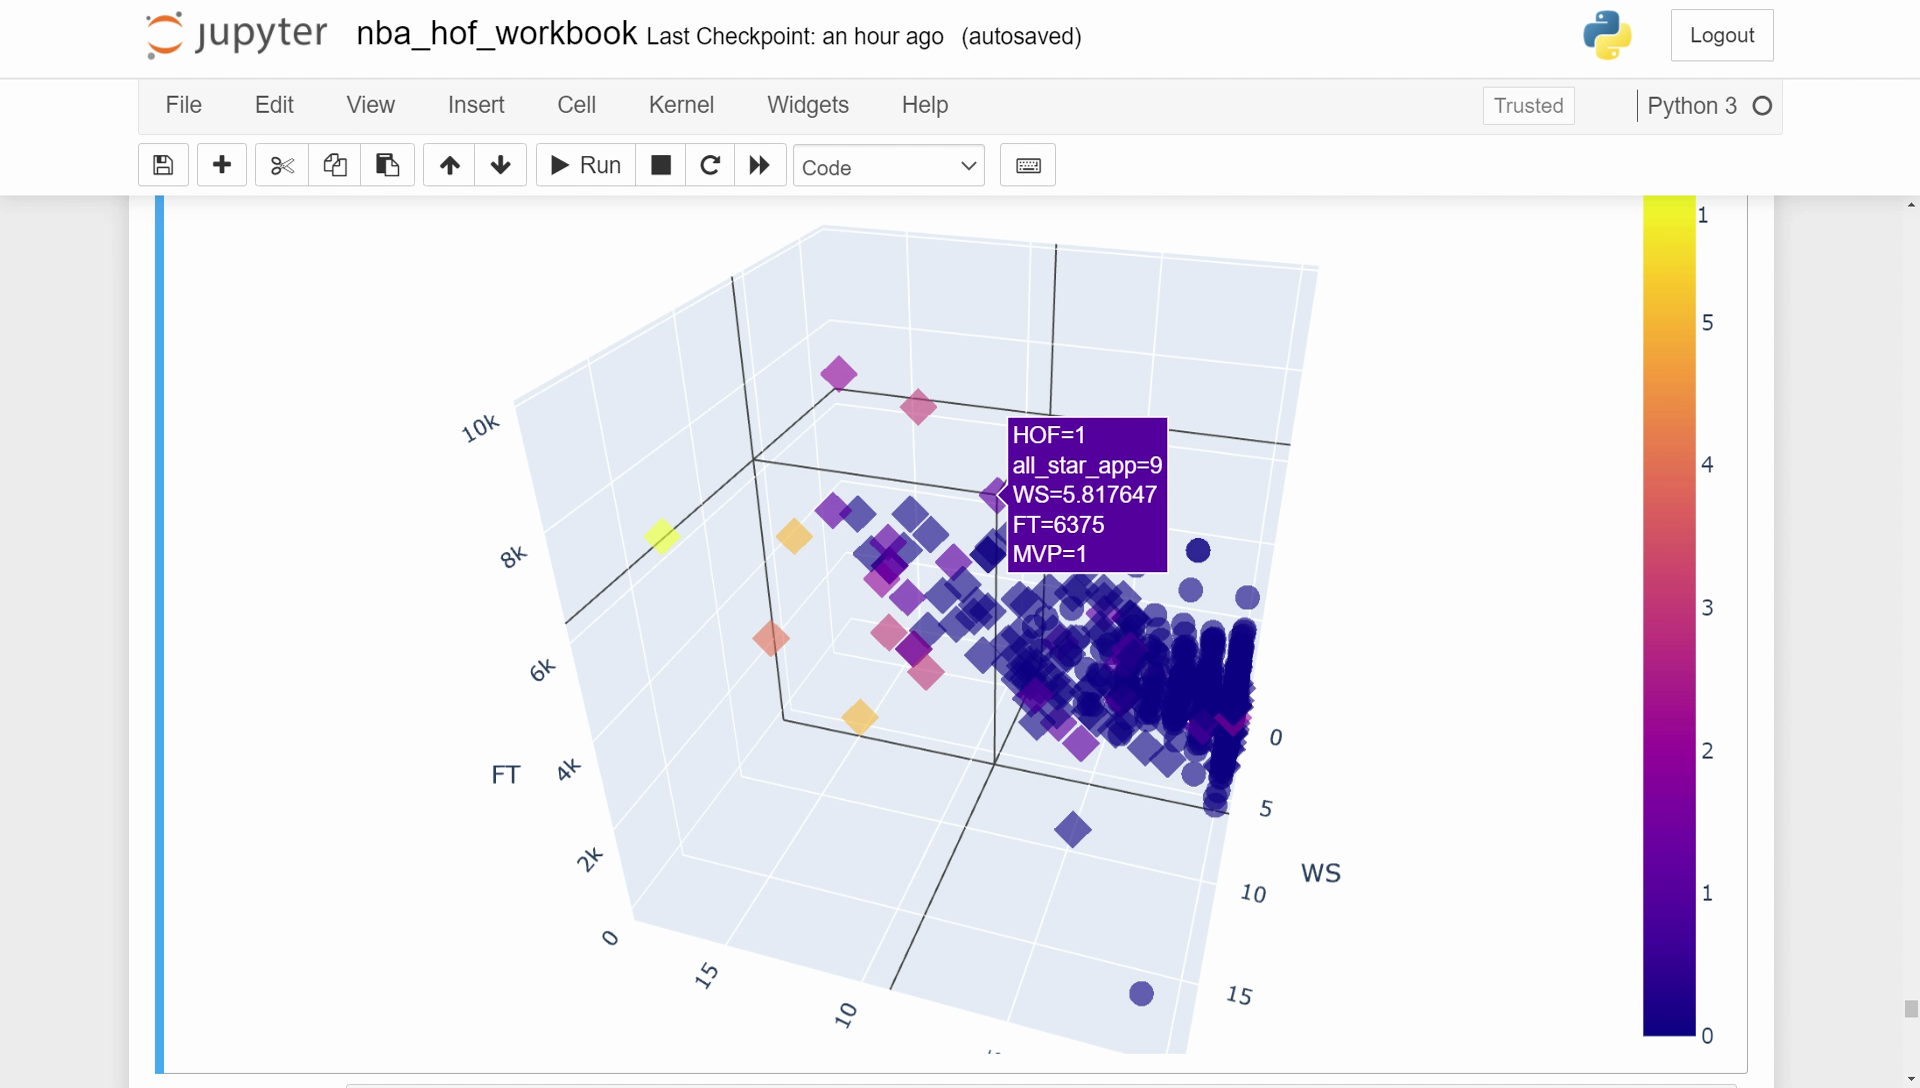 jupyter nba_hof_workbook Last Checkpoint: an hour ago (autosaved) Logout
File Edit View Insert Cell Kernel Widgets Help Trusted Python 3
Run Code
1
10k
HOF=1
all_star_app=9
WS=5.817647
FT=6375
MVP=1
5
4
8k
3
6k
0
2
FT
4k
5
2k
WS
10
1
0
15
15
10
0